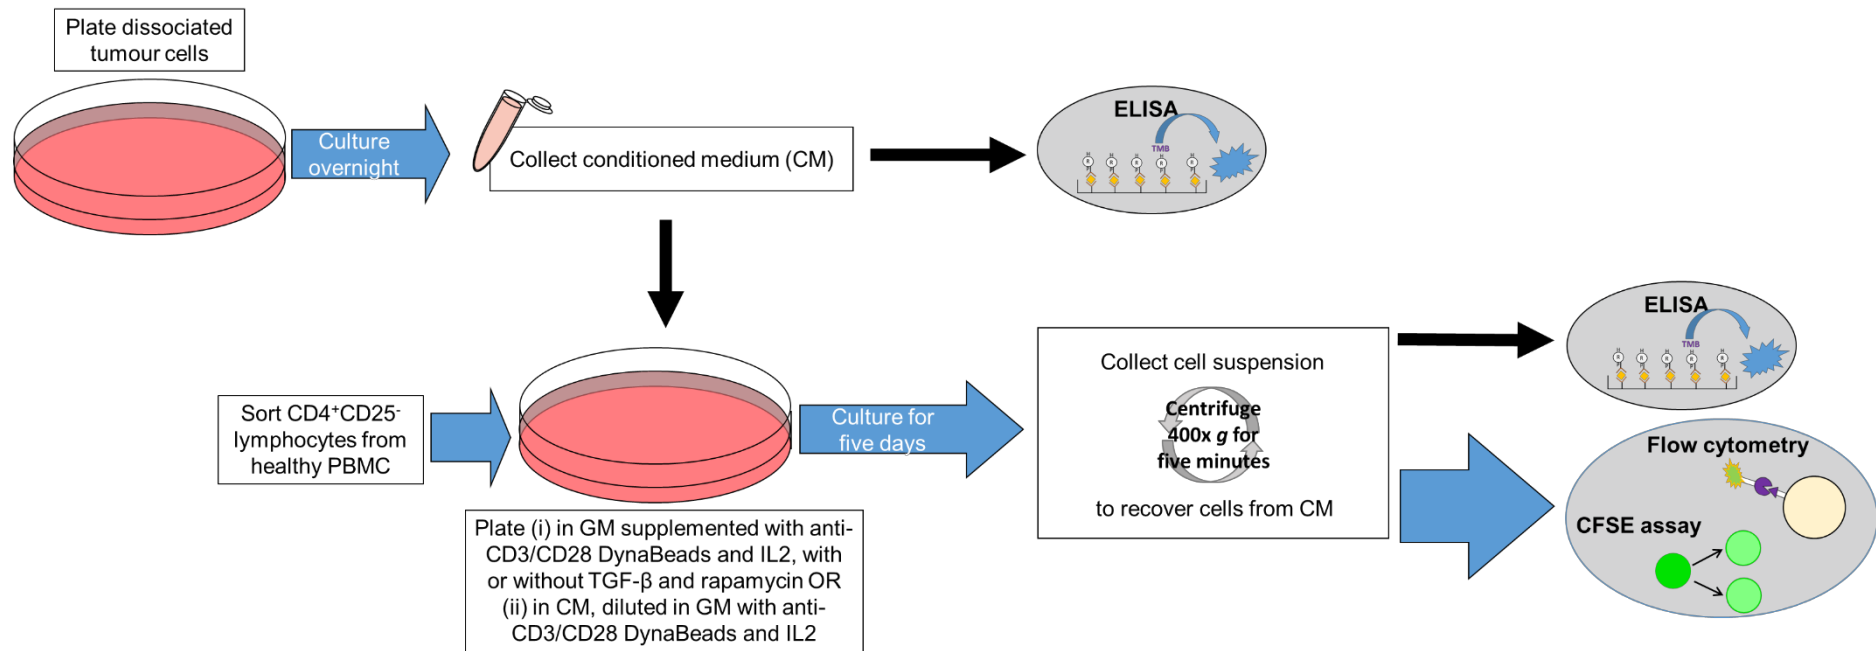 Plate dissociated
tumour cells
Culture
overnight
Collect conditioned medium (CM)
ELISA
TMB
H
R
P
H
R
P
H
R
P
H
R
P
H
R
P
Sort CD4⁺CD25⁻
lymphocytes from
healthy PBMC
Plate (i) in GM supplemented with anti-
CD3/CD28 DynaBeads and IL2, with
or without TGF-β and rapamycin OR
(ii) in CM, diluted in GM with anti-
CD3/CD28 DynaBeads and IL2
Culture for
five days
Collect cell suspension
Centrifuge
400x g for
five minutes
to recover cells from CM
ELISA
TMB
H
R
P
H
R
P
H
R
P
H
R
P
H
R
P
Flow cytometry
CFSE assay